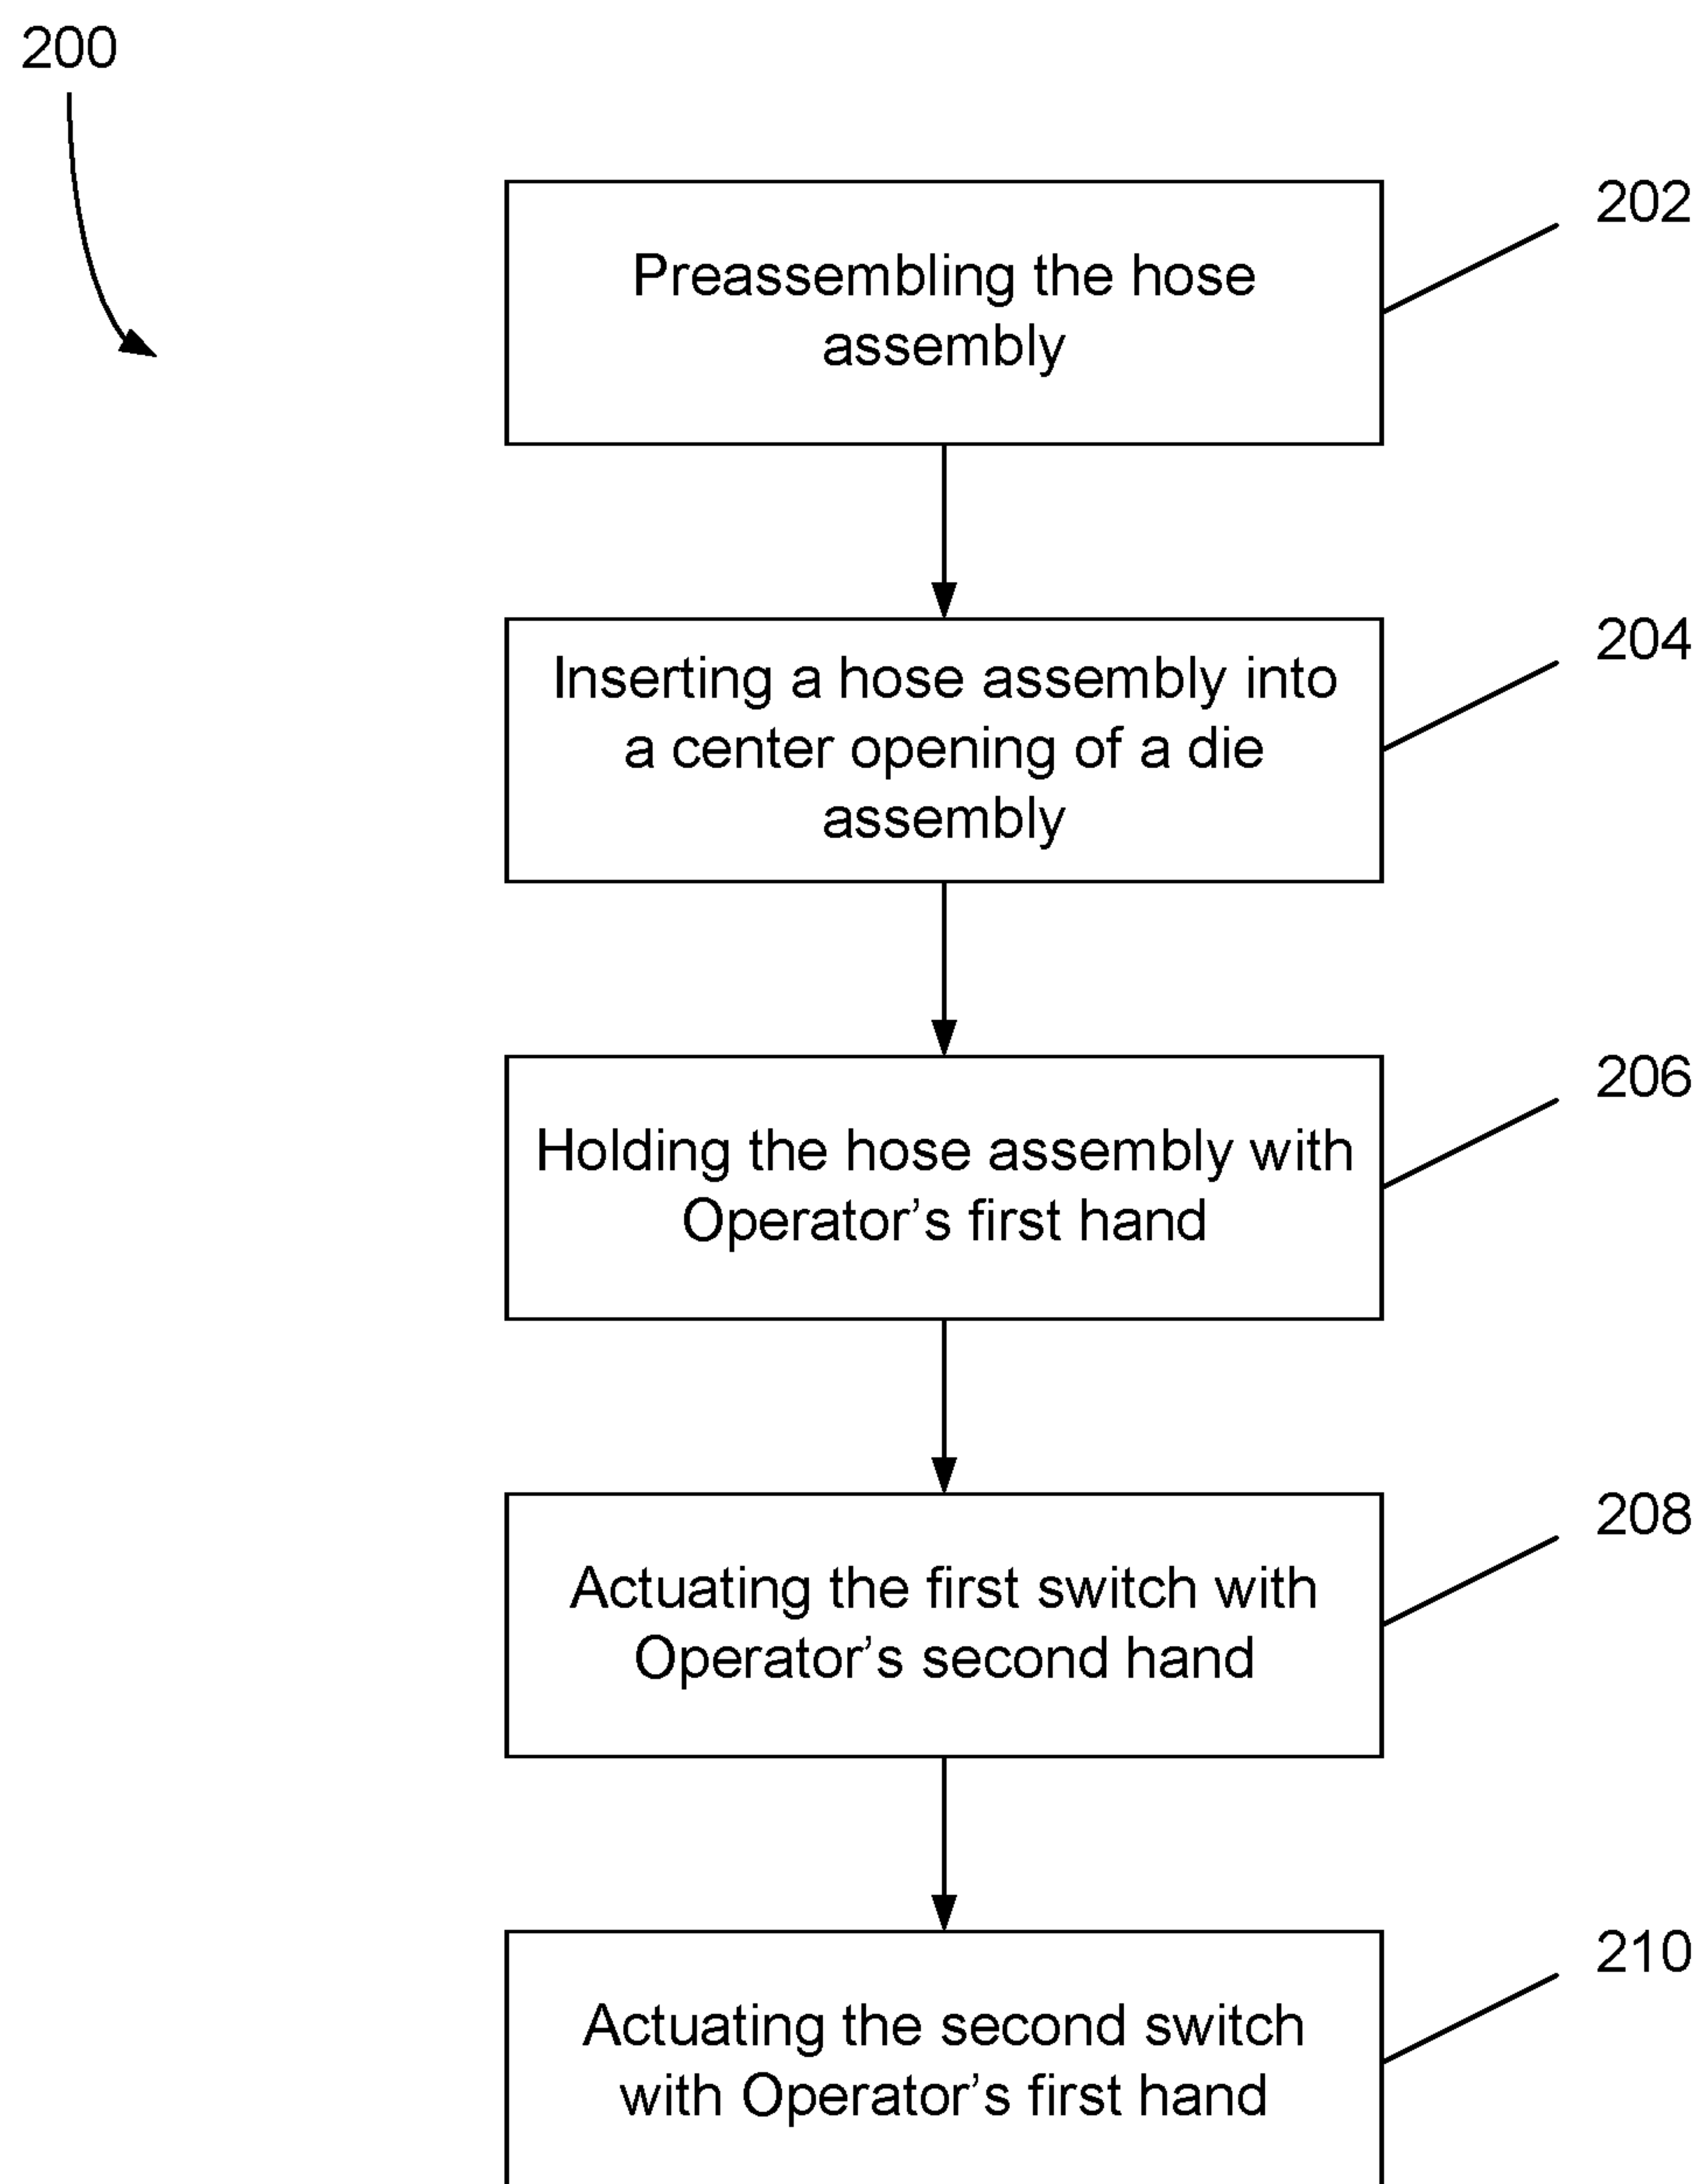 200
202
Preassembling the hose
assembly
204
Inserting a hose assembly into
a center opening of a die
assembly
206
Holding the hose assembly with
Operator’s first hand
208
Actuating the first switch with
Operator’s second hand
210
Actuating the second switch
with Operator’s first hand